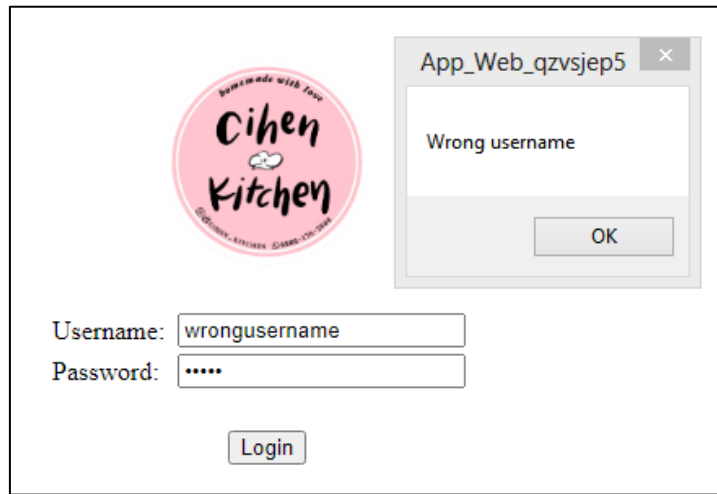 App_Web_qzvsjep5
Wrong username
OK
homemade with love
Cihen
Kitchen
Username: wrongusername
Password: •••••
Login